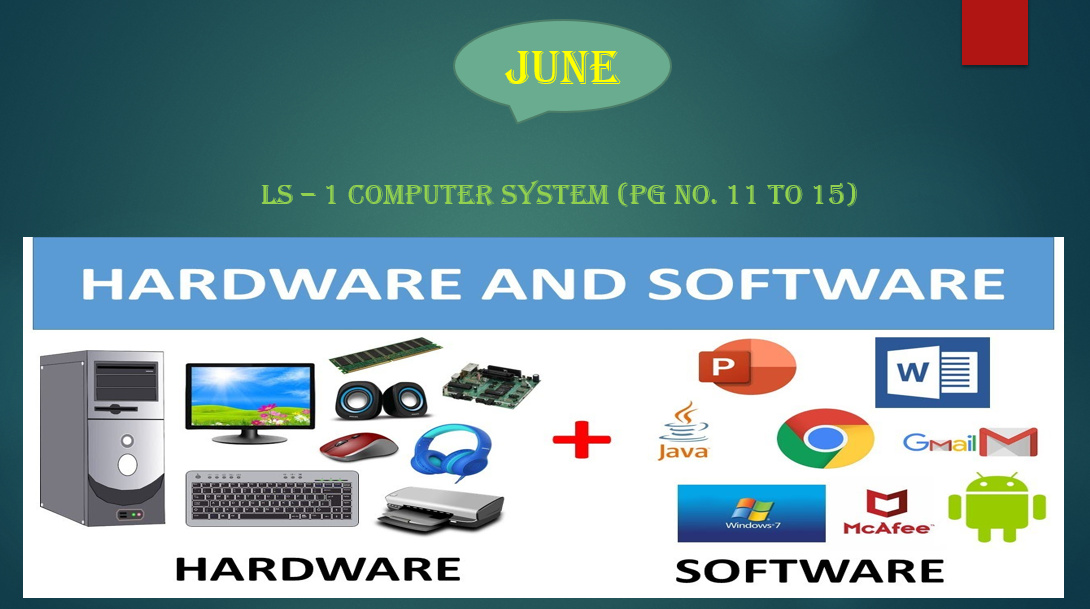 JUNE
LS – 1 COMPUTER SYSTEM (PG NO. 11 TO 15)
HARDWARE AND SOFTWARE
P
W
Java
Gmail
Windows 7
McAfee
HARDWARE
SOFTWARE